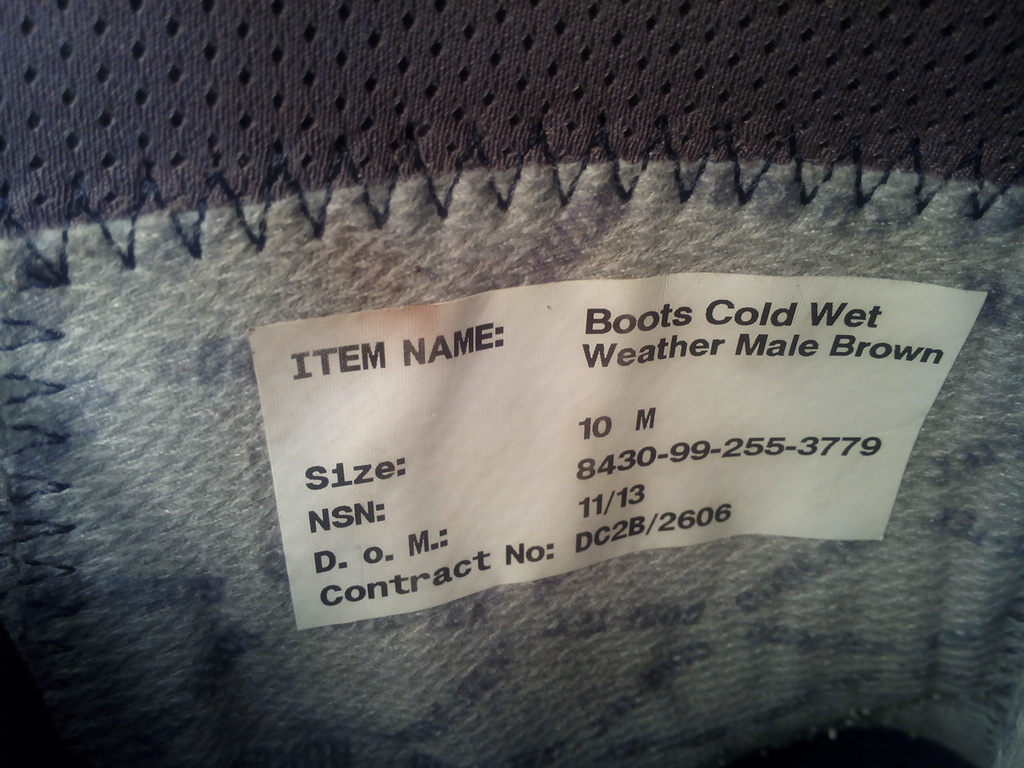 ITEM NAME: Boots Cold Wet
Weather Male Brown
Size: 10 M
NSN: 8430-99-255-3779
D. o. M.: 11/13
Contract No: DC2B/2606